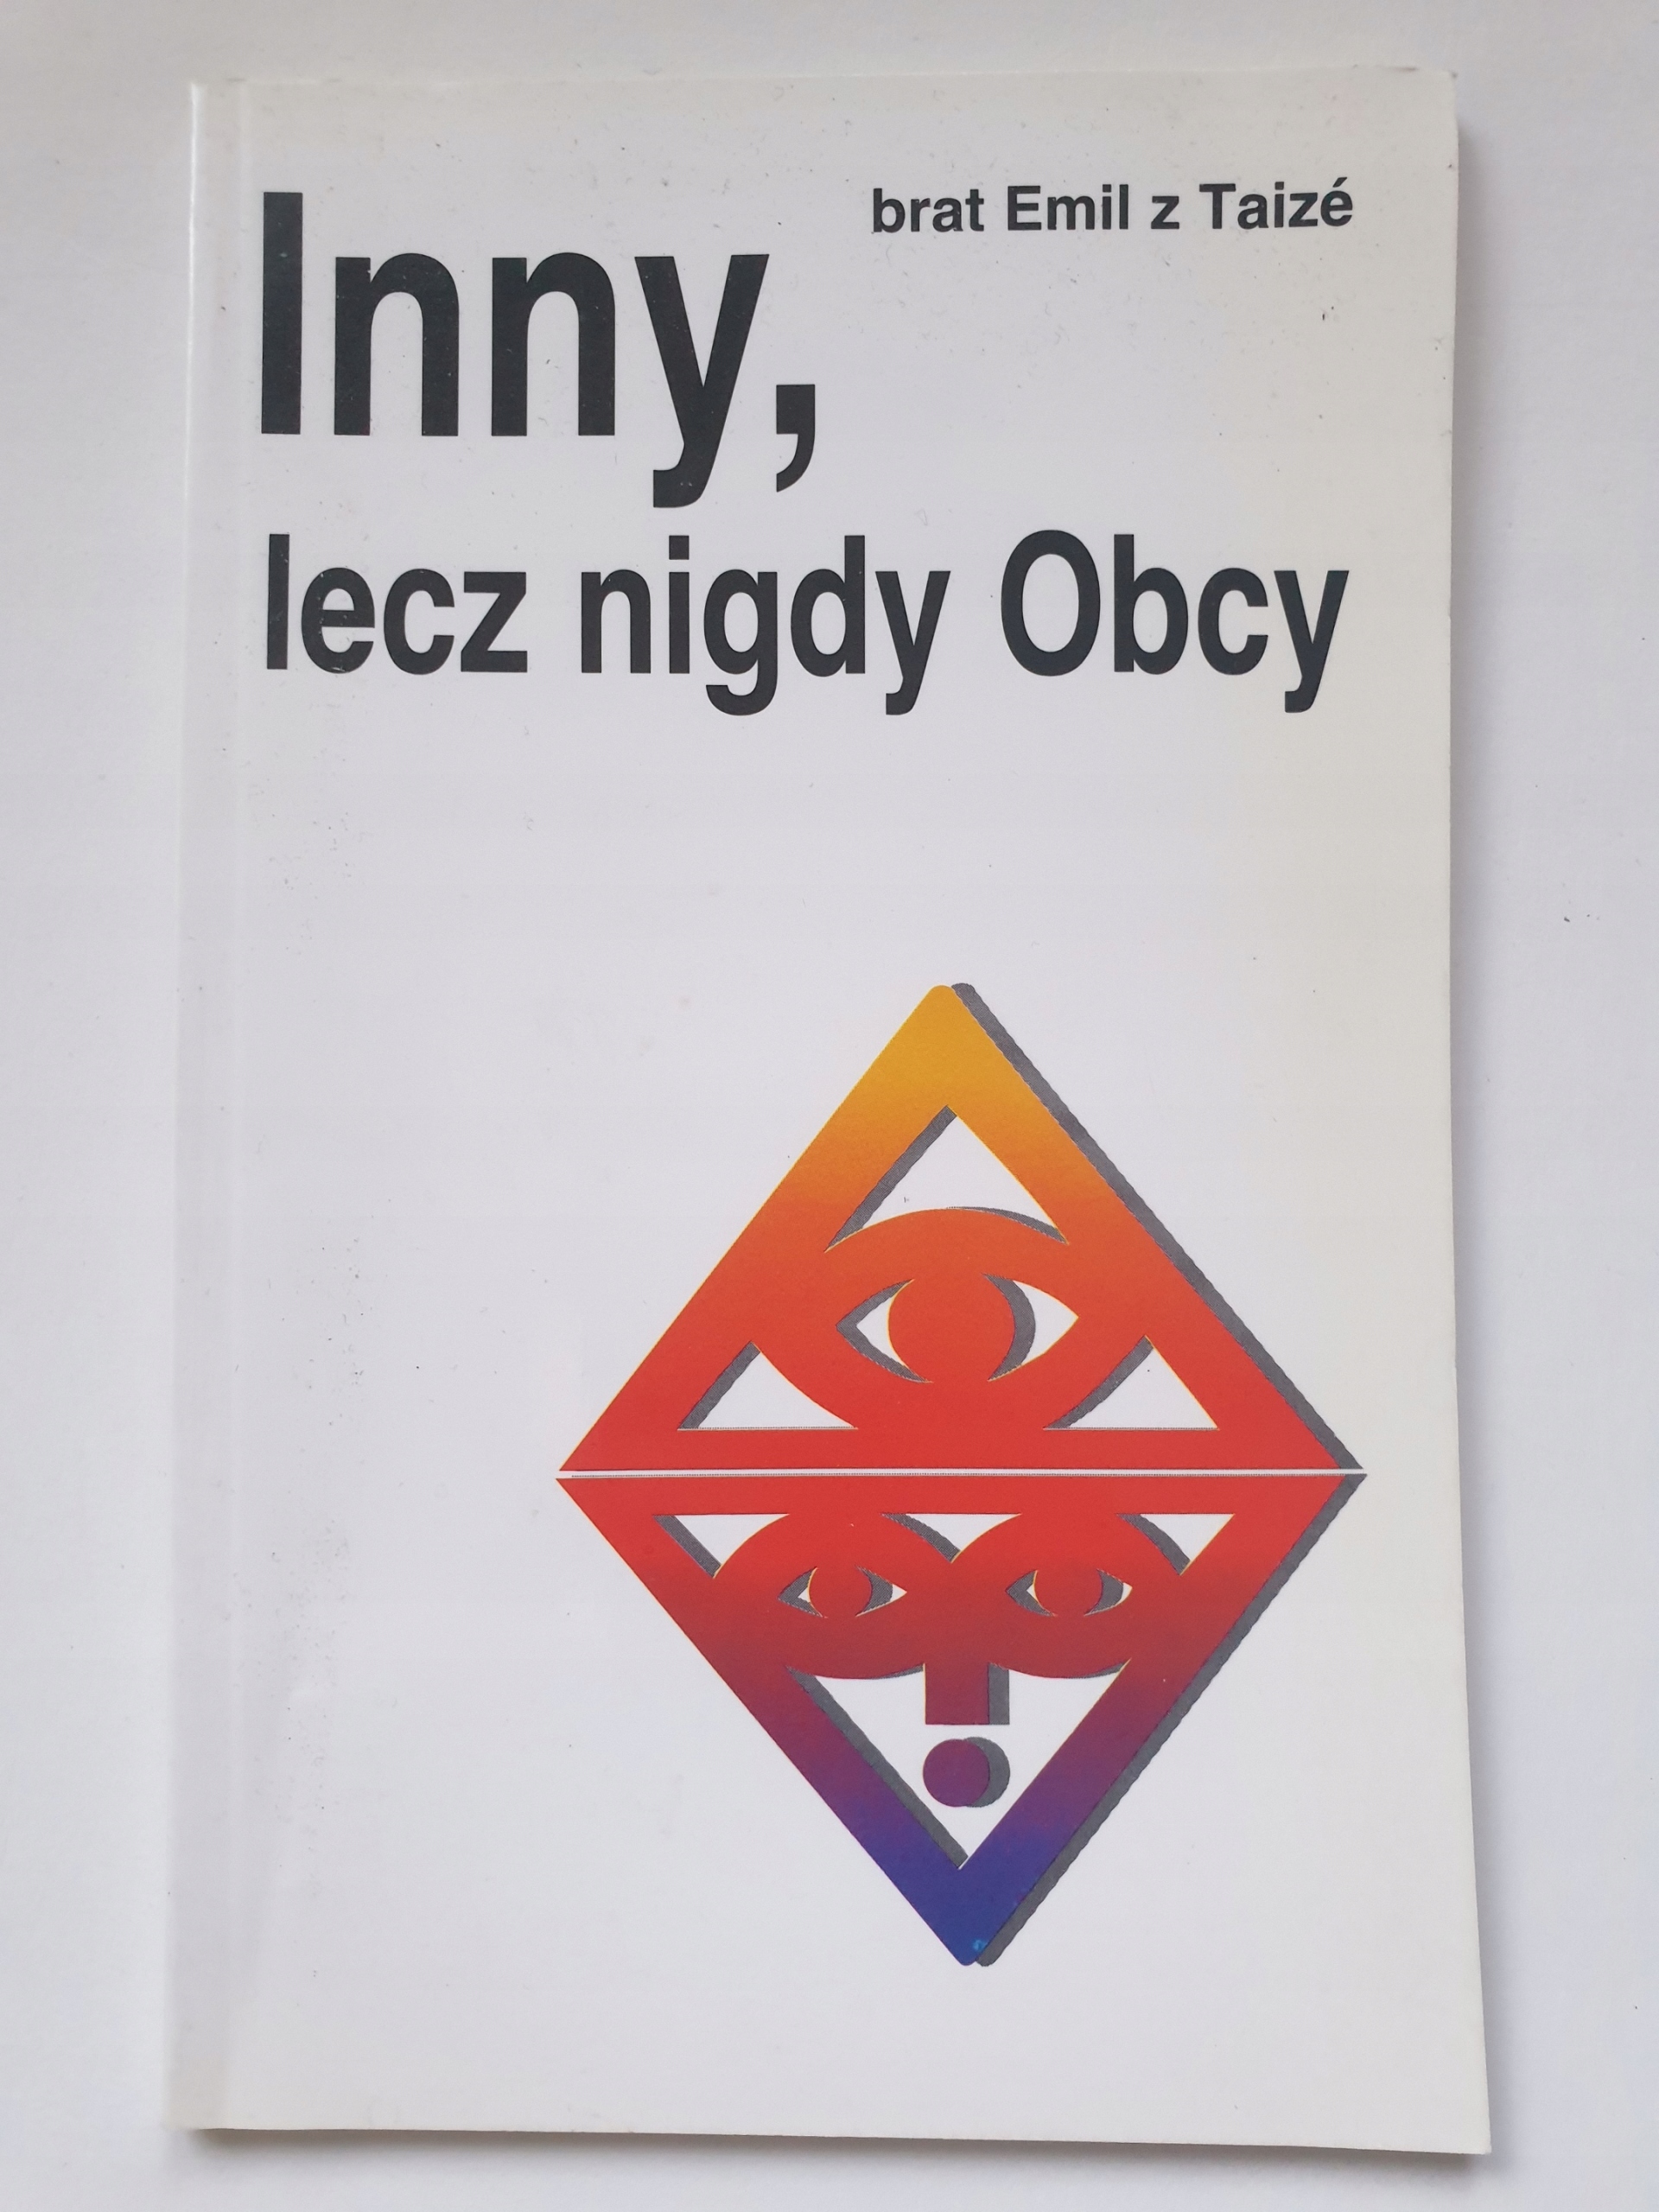 brat Emil z Taizé
Inny,
lecz nigdy Obcy